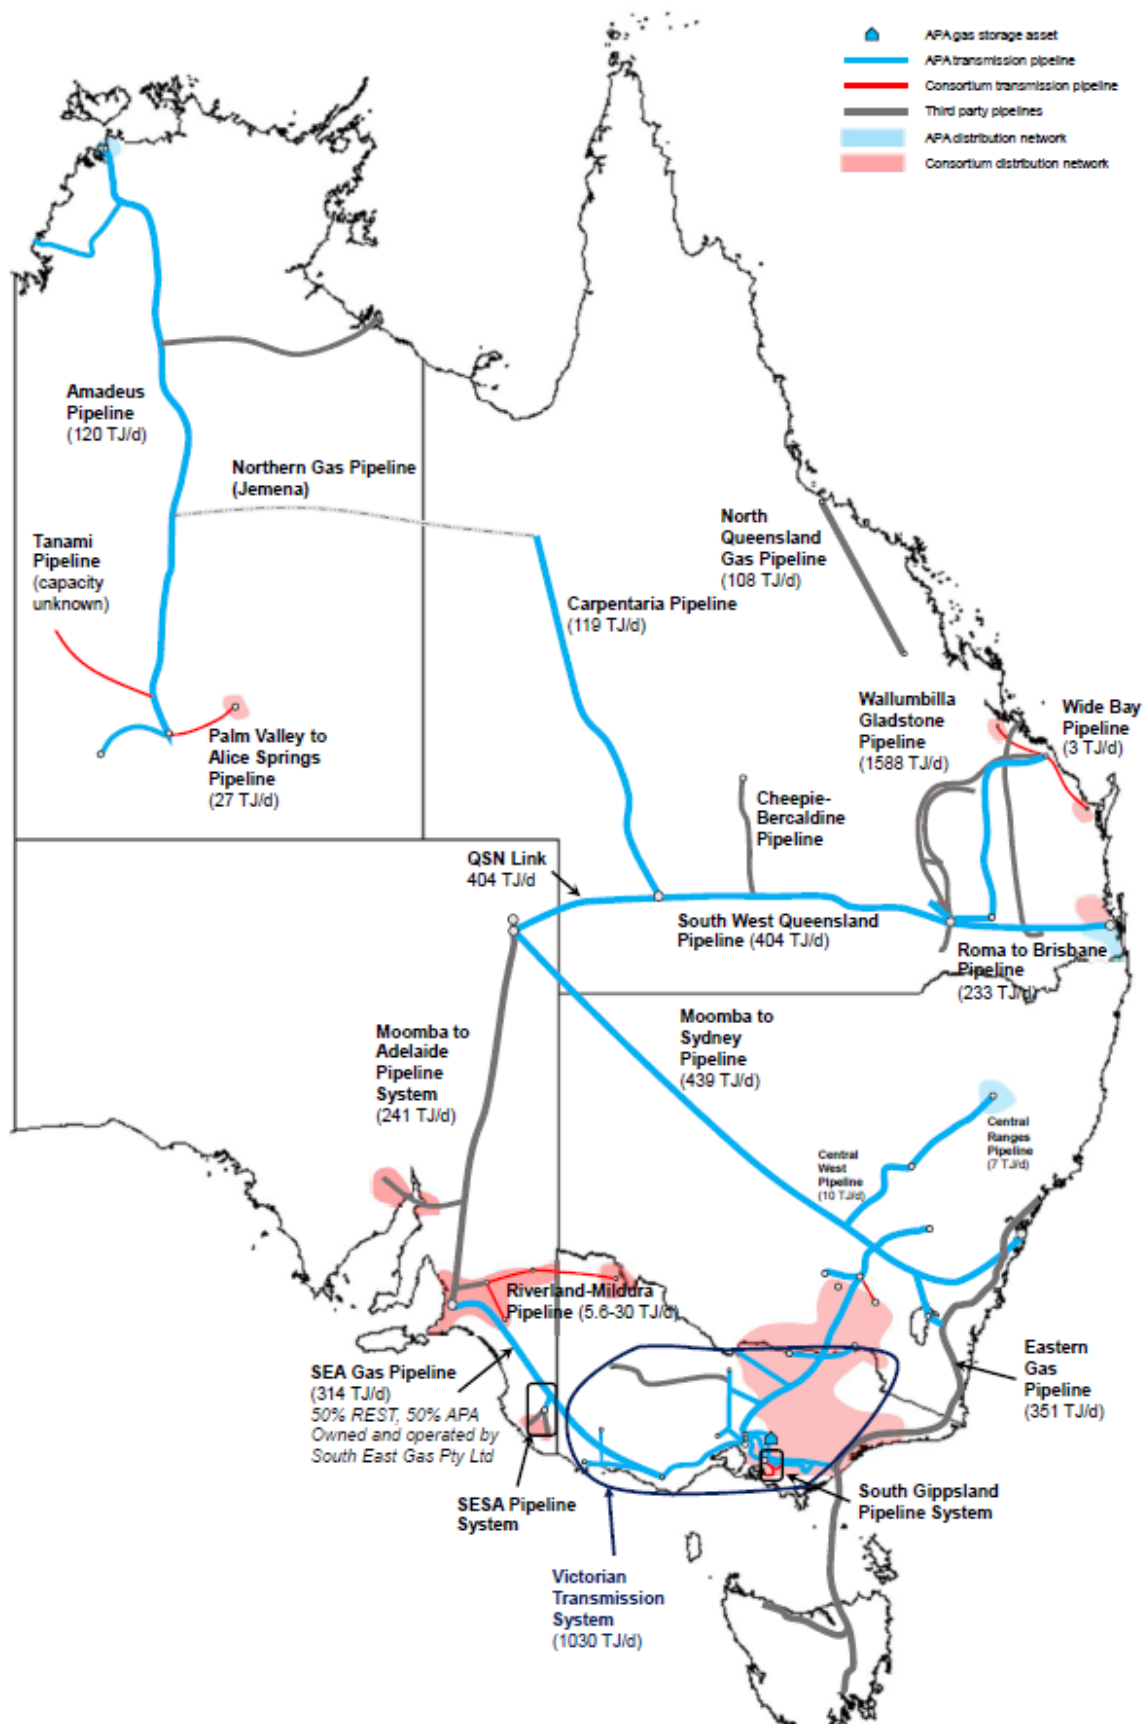 APA gas storage asset
APA transmission pipeline
Consortium transmission pipeline
Third party pipelines
APA distribution network
Consortium distribution network
Amadeus
Pipeline
(120 TJ/d)
Northern Gas Pipeline
(Jemena)
Tanami
Pipeline
(capacity
unknown)
North
Queensland
Gas Pipeline
(108 TJ/d)
Carpentaria Pipeline
(119 TJ/d)
Palm Valley to
Alice Springs
Pipeline
(27 TJ/d)
Wallumbilla
Gladstone
Pipeline
(1588 TJ/d)
Wide Bay
Pipeline
(3 TJ/d)
Cheepie-
Bercaldine
Pipeline
QSN Link
404 TJ/d
South West Queensland
Pipeline (404 TJ/d)
Roma to Brisbane
Pipeline
(233 TJ/d)
Moomba to
Adelaide
Pipeline
System
(241 TJ/d)
Moomba to
Sydney
Pipeline
(439 TJ/d)
Central
Ranges
Pipeline
(7 TJ/d)
Central
West
Pipeline
(10 TJ/d)
Riverland-Mildura
Pipeline (5.6-30 TJ/d)
SEA Gas Pipeline
(314 TJ/d)
50% REST, 50% APA
Owned and operated by
South East Gas Pty Ltd
Eastern
Gas
Pipeline
(351 TJ/d)
SESA Pipeline
System
South Gippsland
Pipeline System
Victorian
Transmission
System
(1030 TJ/d)